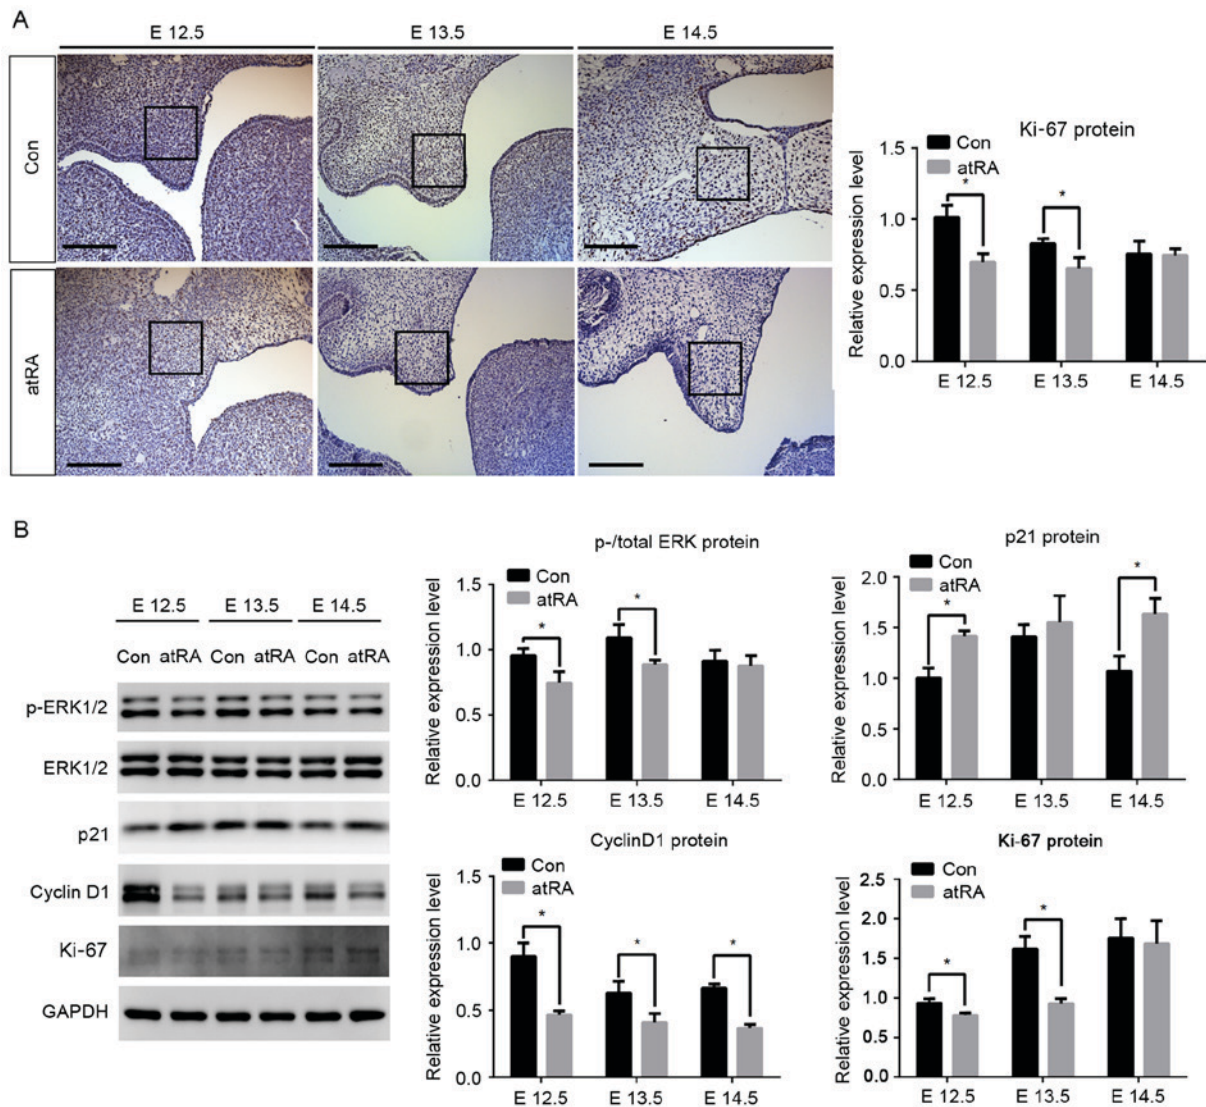 A
E 12.5 E 13.5 E 14.5
Con
atRA
Ki-67 protein
Con
atRA
Relative expression level
1.5
*
*
1.0
0.5
0.0
E 12.5 E 13.5 E 14.5
B
E 12.5 E 13.5 E 14.5
Con atRA Con atRA Con atRA
p-ERK1/2
ERK1/2
p21
Cyclin D1
Ki-67
GAPDH
p-/total ERK protein
Con
atRA
Relative expression level
1.5
*
*
1.0
0.5
0.0
E 12.5 E 13.5 E 14.5
p21 protein
Con
atRA
Relative expression level
2.0
*
*
1.5
1.0
0.5
0.0
E 12.5 E 13.5 E 14.5
CyclinD1 protein
Con
atRA
Relative expression level
1.5
*
*
*
1.0
0.5
0.0
E 12.5 E 13.5 E 14.5
Ki-67 protein
Con
atRA
Relative expression level
2.5
2.0
*
*
1.5
1.0
0.5
0.0
E 12.5 E 13.5 E 14.5